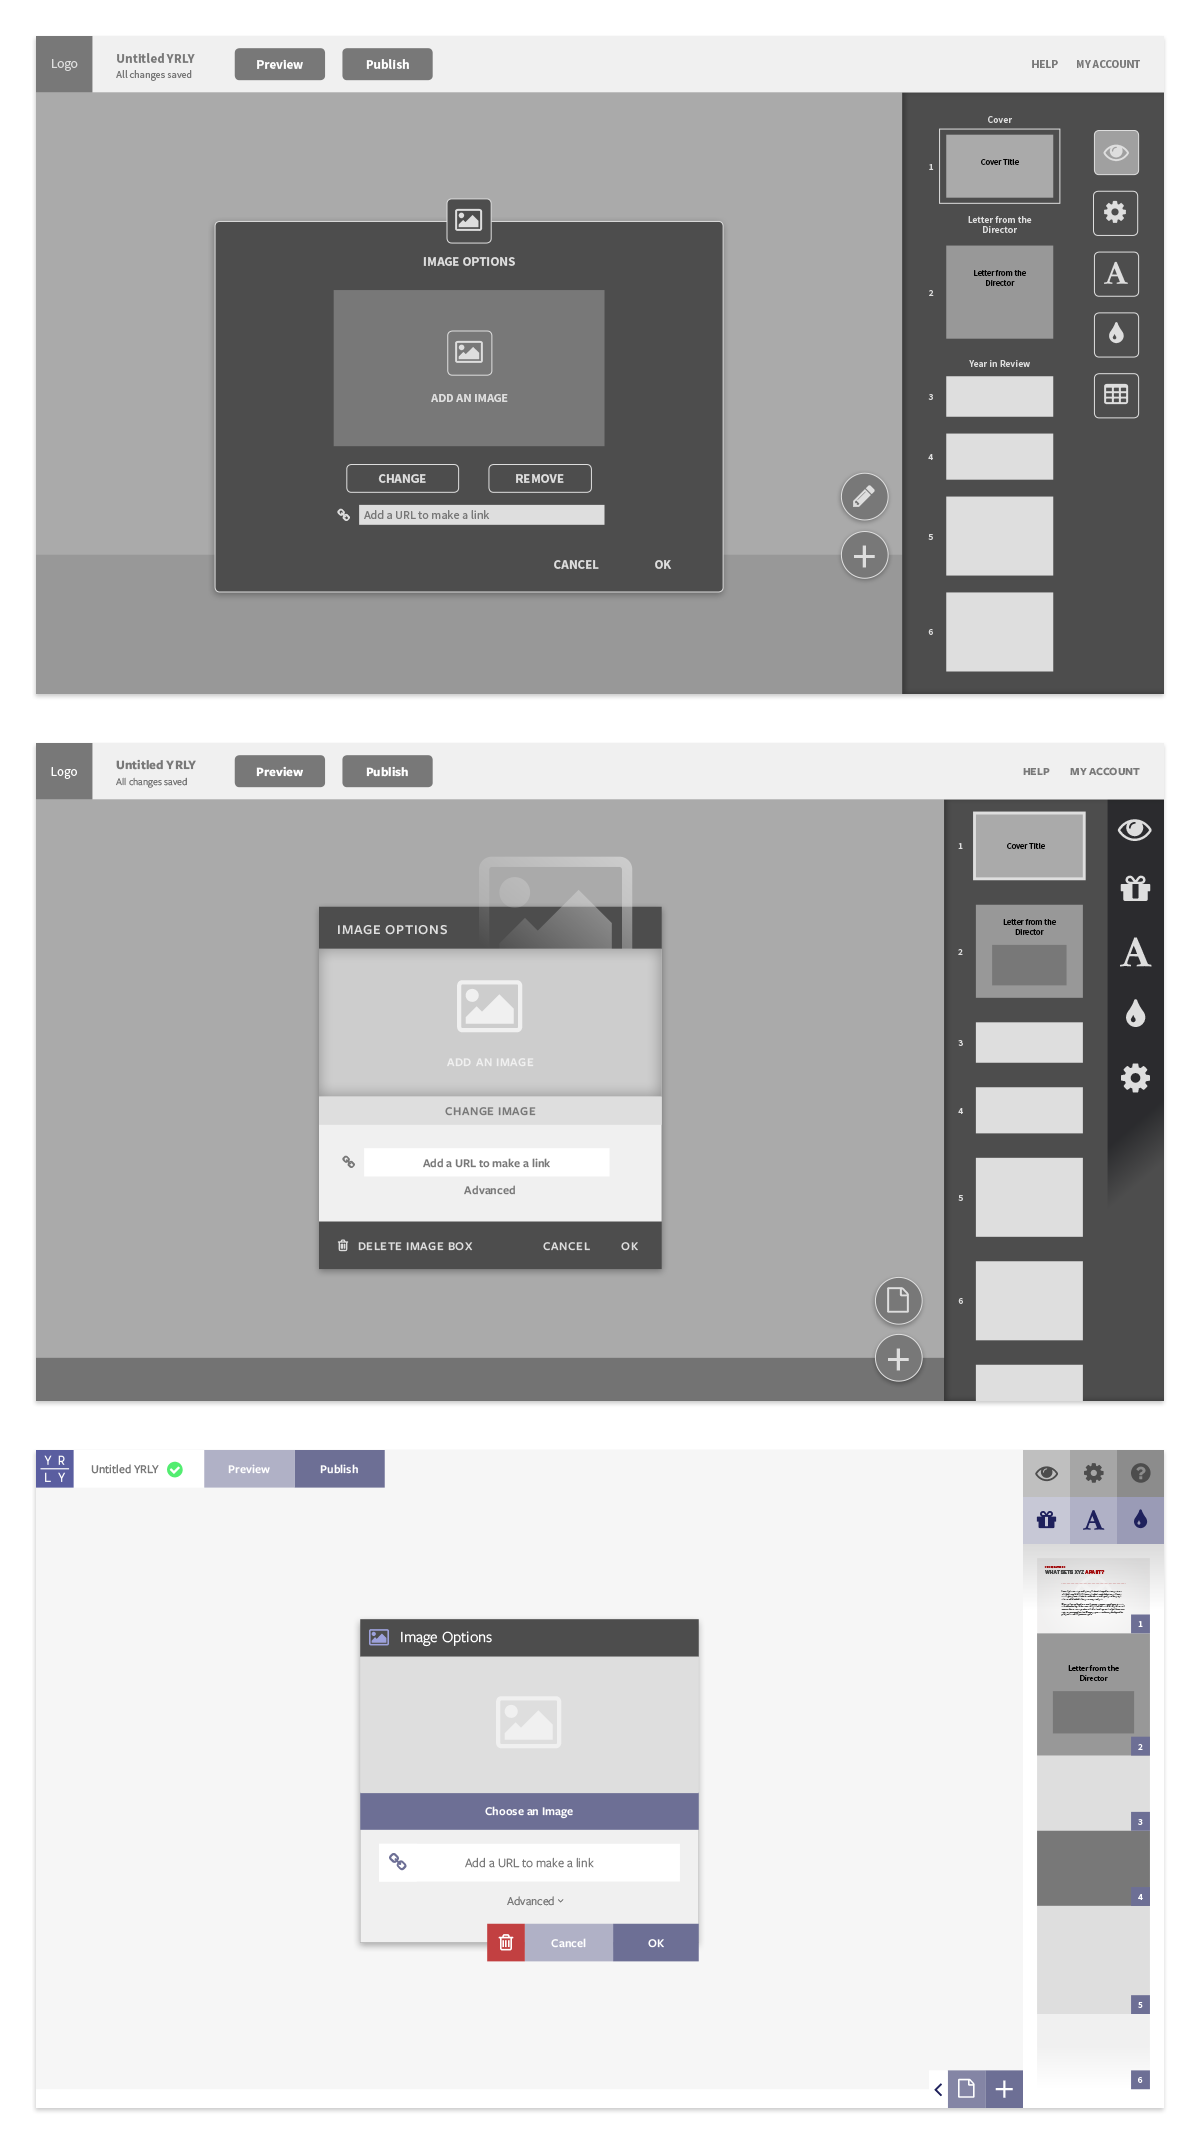 Logo
Untitled YRLY
All changes saved
Preview
Publish
HELP
MY ACCOUNT
Cover
1
Cover Title
Letter from the
Director
2
Letter from the
Director
Year in Review
3
4
5
6
IMAGE OPTIONS
ADD AN IMAGE
CHANGE
REMOVE
Add a URL to make a link
CANCEL
OK
Logo
Untitled YRLY
All changes saved
Preview
Publish
HELP
MY ACCOUNT
1
Cover Title
2
Letter from the
Director
3
4
5
6
IMAGE OPTIONS
ADD AN IMAGE
CHANGE IMAGE
Add a URL to make a link
Advanced
DELETE IMAGE BOX
CANCEL
OK
YR
LY
Untitled YRLY
Preview
Publish
WHAT SETS XYZ APART?
1
Letter from the
Director
2
3
4
5
6
Image Options
Choose an Image
Add a URL to make a link
Advanced
Cancel
OK